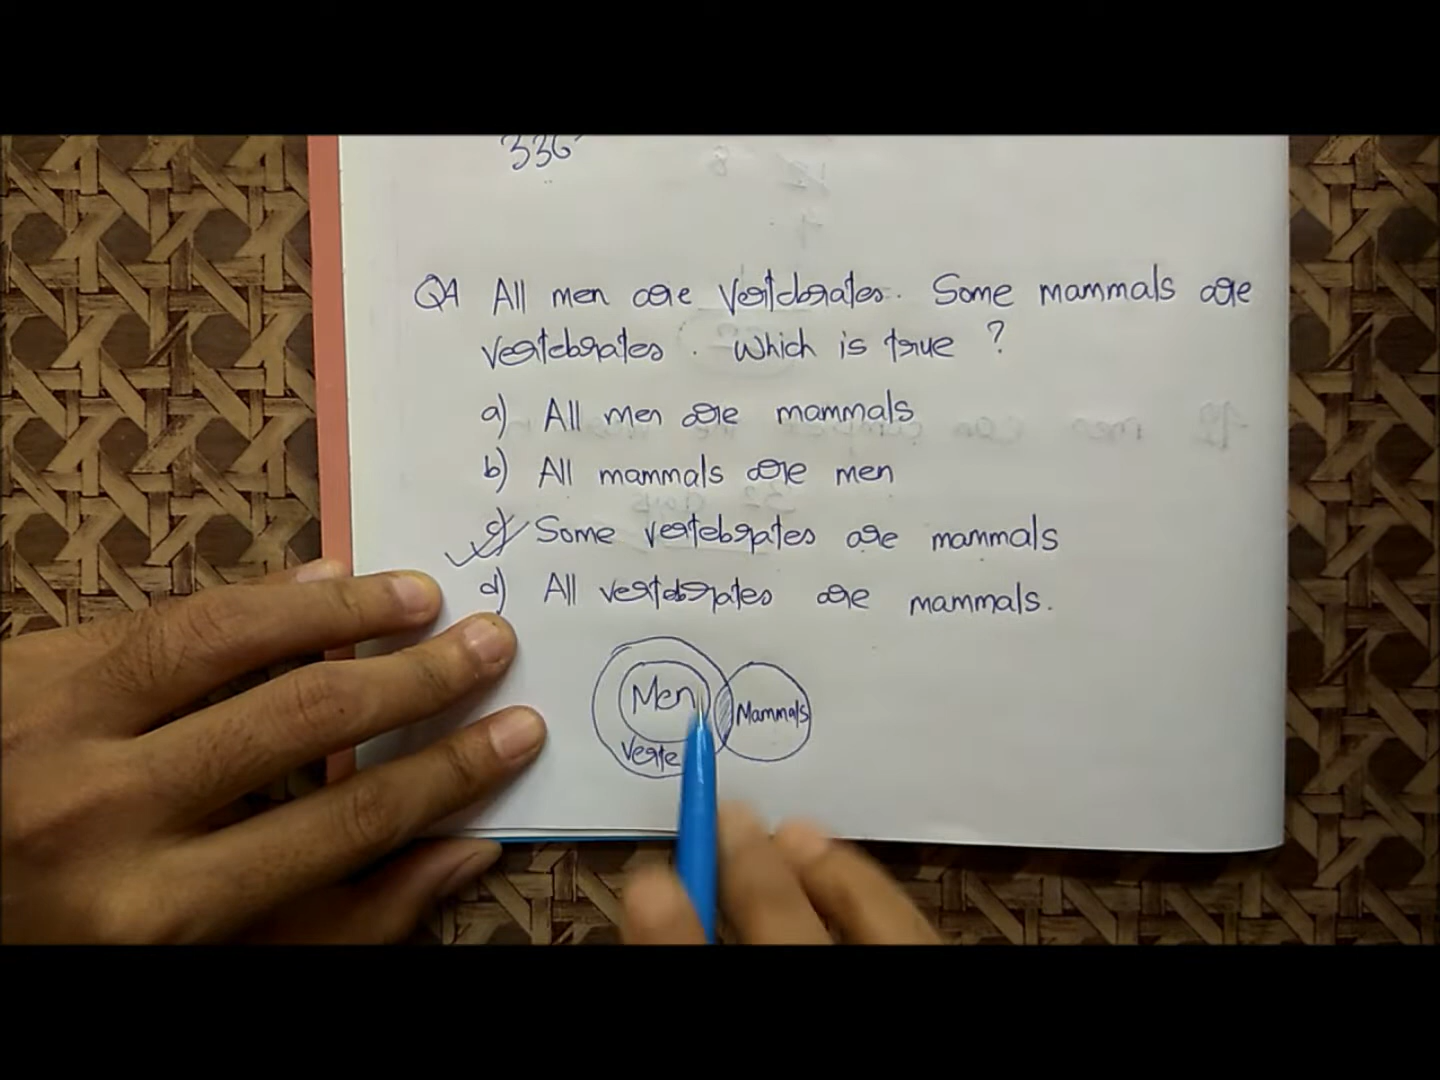 336
Q4 All men are vertebrates. Some mammals are
vertebrates. Which is true ?
a) All men are mammals
b) All mammals are men
c) Some vertebrates are mammals
d) All vertebrates are mammals.
Men
Mammals
Verte